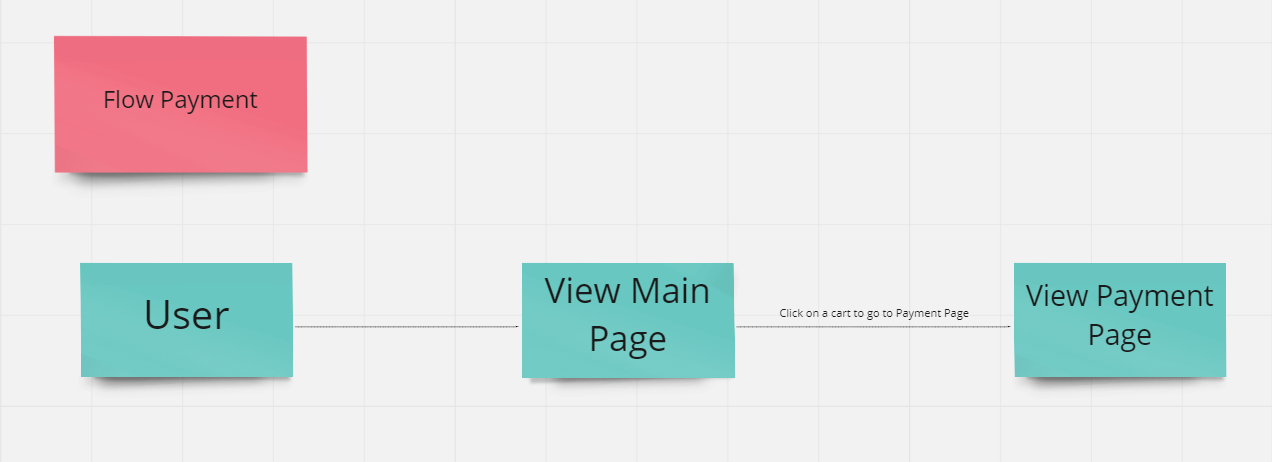 Flow Payment
User
View Main
Page
Click on a cart to go to Payment Page
View Payment
Page